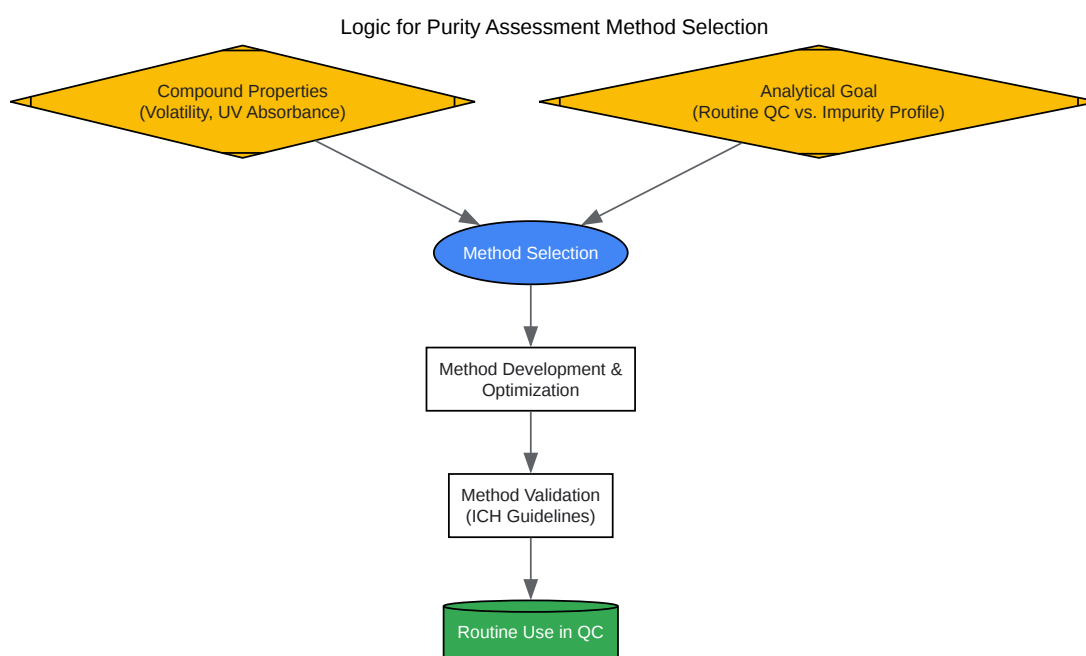 Logic for Purity Assessment Method Selection
Compound Properties
(Volatility, UV Absorbance)
Analytical Goal
(Routine QC vs. Impurity Profile)
Method Selection
Method Development &
Optimization
Method Validation
(ICH Guidelines)
Routine Use in QC